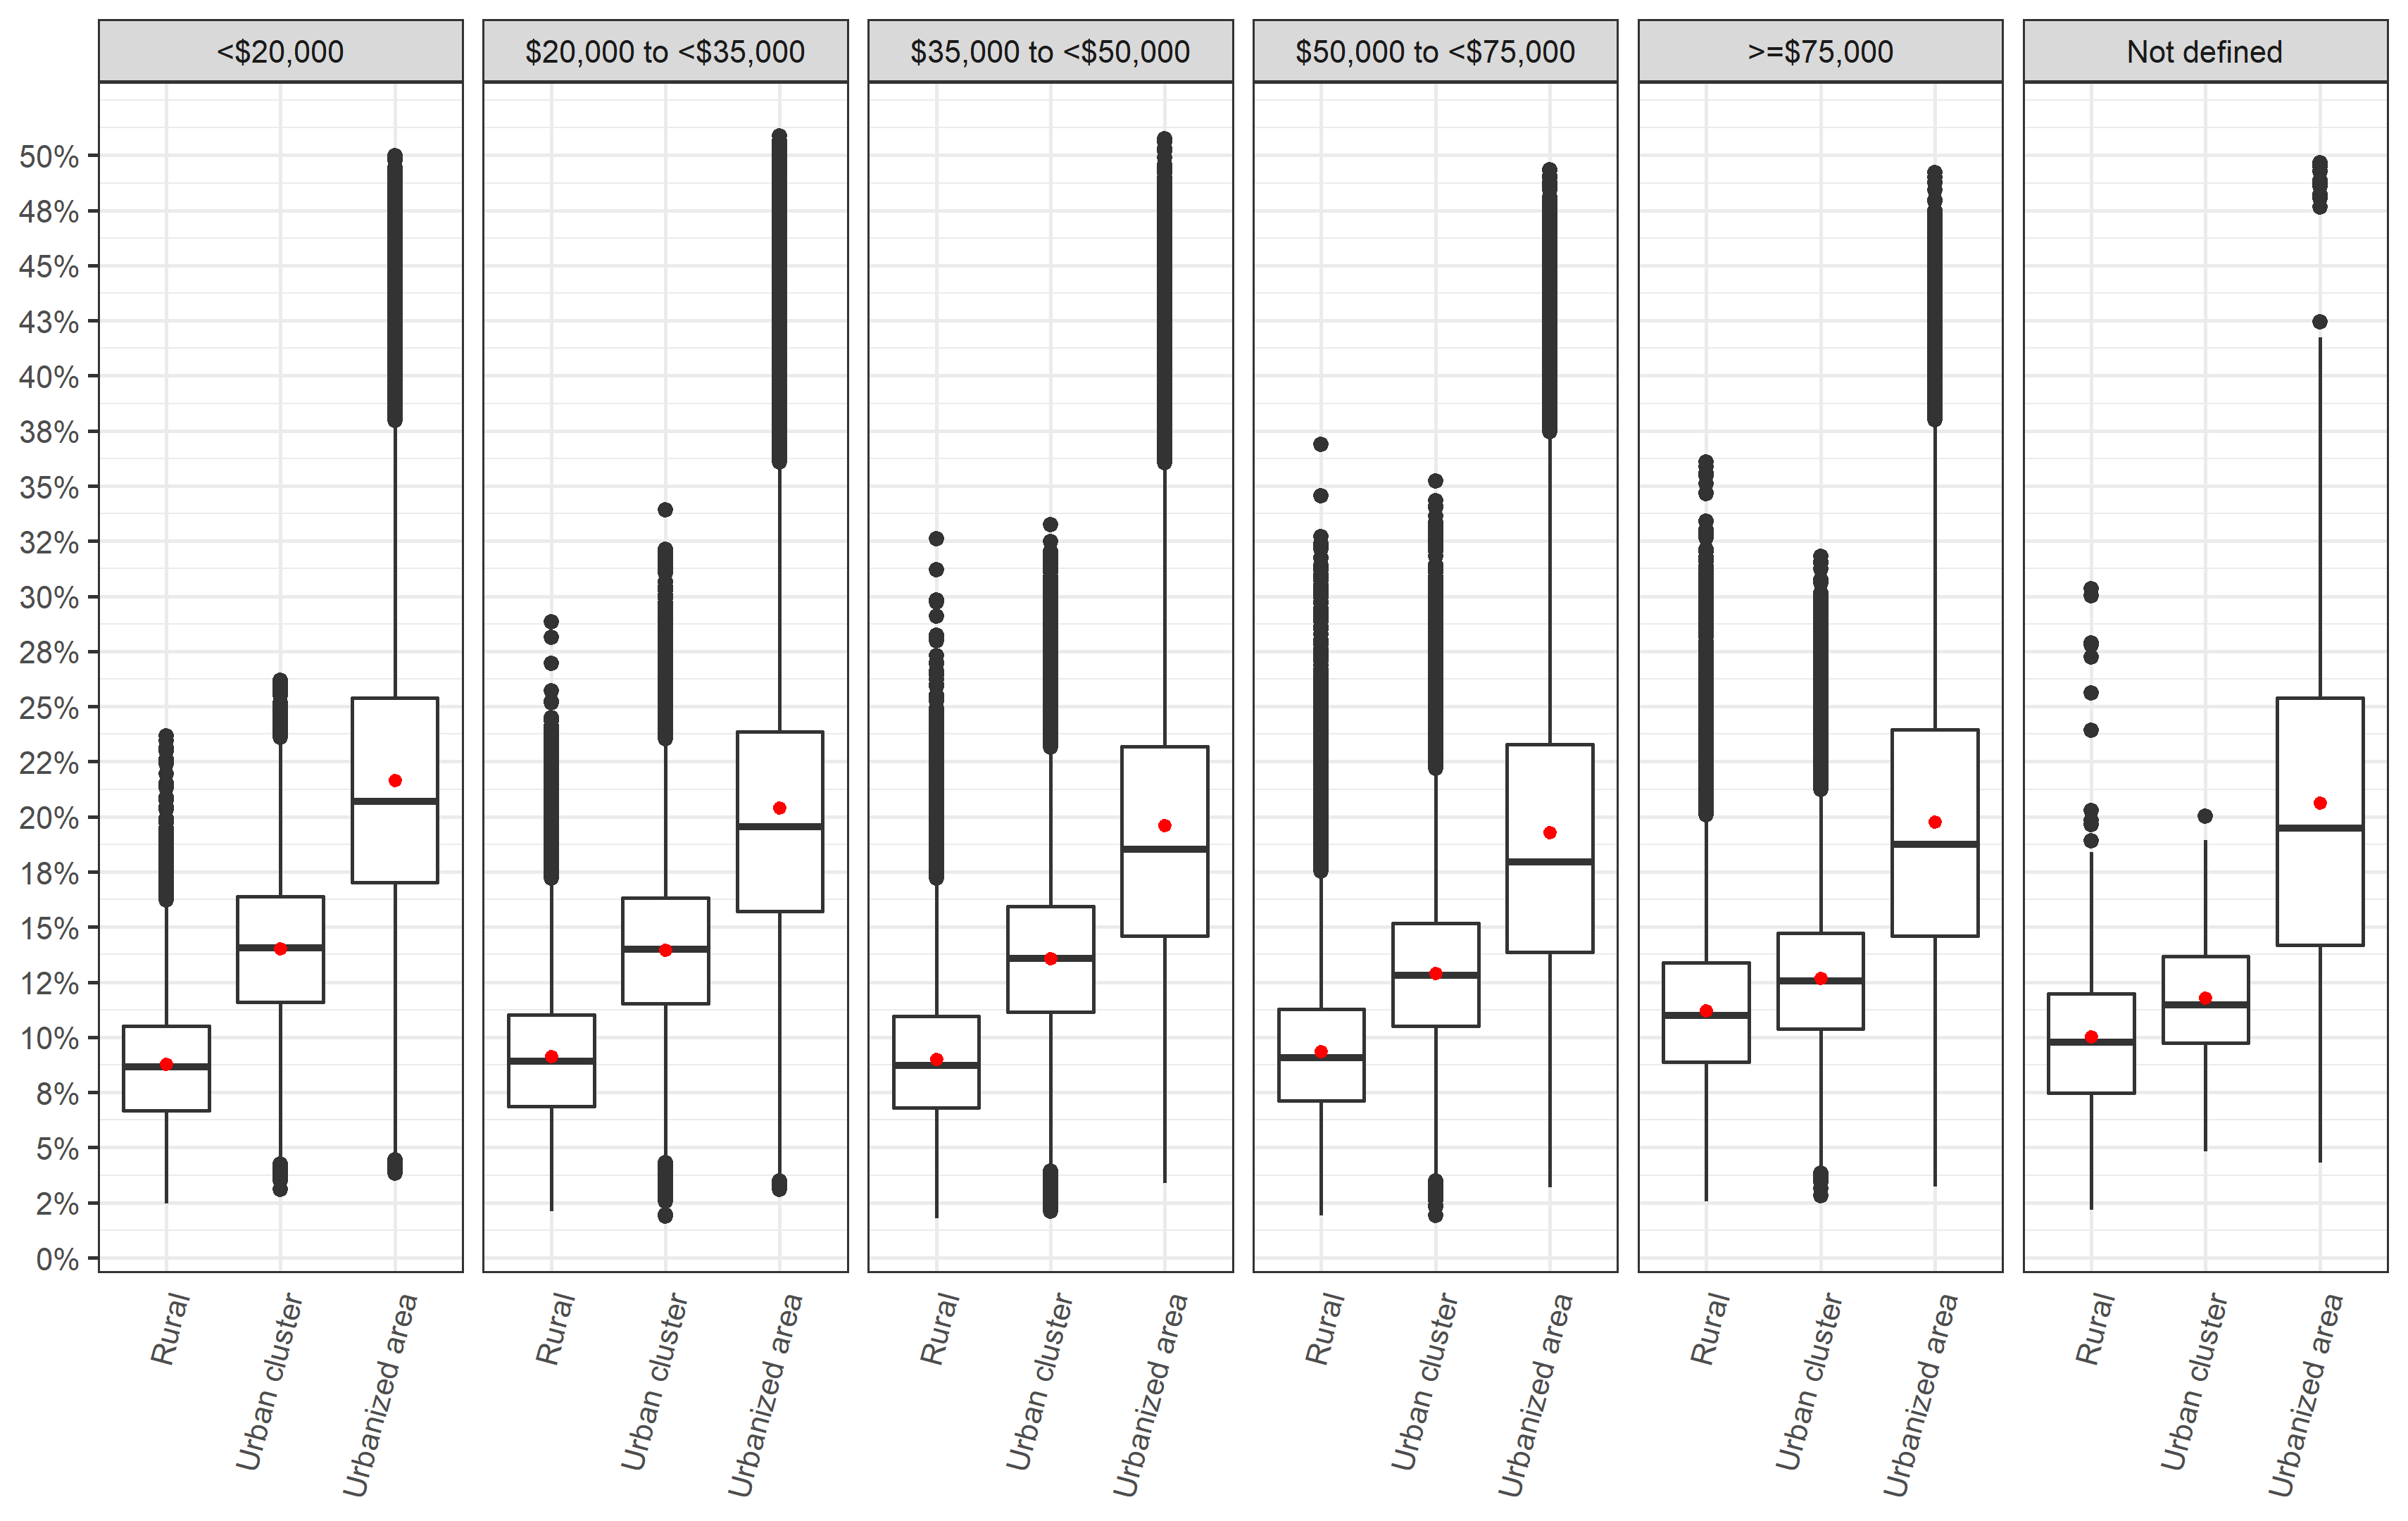 <$20,000
$20,000 to <$35,000
$35,000 to <$50,000
$50,000 to <$75,000
>=$75,000
Not defined
50%
48%
45%
43%
40%
38%
35%
32%
30%
28%
25%
22%
20%
18%
15%
12%
10%
8%
5%
2%
0%
Rural
Urban cluster
Urbanized area
Rural
Urban cluster
Urbanized area
Rural
Urban cluster
Urbanized area
Rural
Urban cluster
Urbanized area
Rural
Urban cluster
Urbanized area
Rural
Urban cluster
Urbanized area